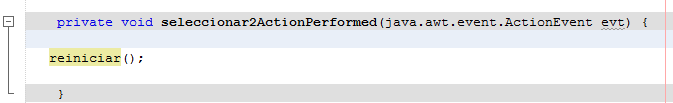 private void seleccionar2ActionPerformed(java.awt.event.ActionEvent evt) {
reiniciar();
}